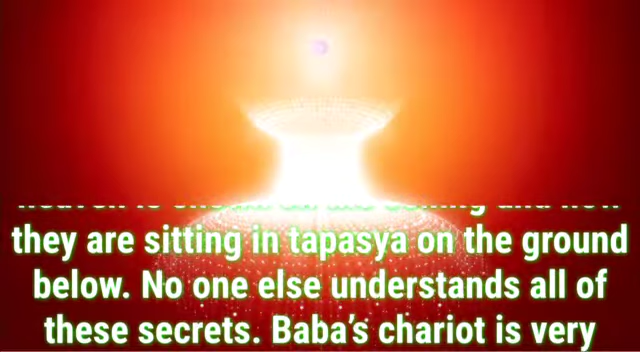 they are sitting in tapasya on the ground
below. No one else understands all of
these secrets. Baba's chariot is very